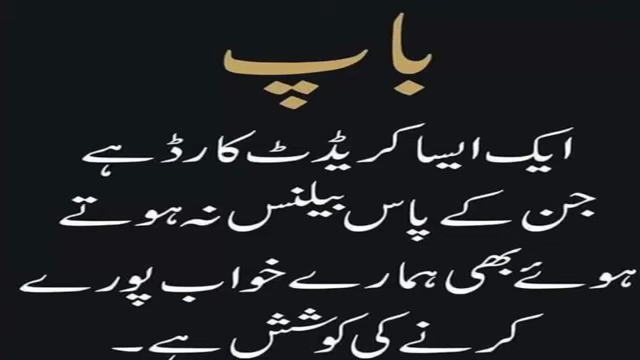 باپ
ایک ایسا کریڈٹ کارڈ ہے
جن کے پاس بیلنس نہ ہوتے
ہوئے بھی ہمارے خواب پورے
کرنے کی کوشش ہے۔